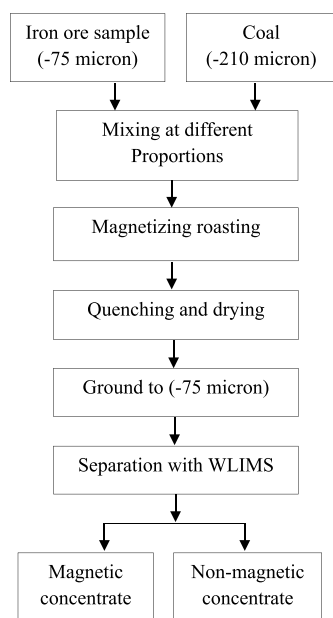 Iron ore sample
(-75 micron)
Coal
(-210 micron)
Mixing at different
Proportions
Magnetizing roasting
Quenching and drying
Ground to (-75 micron)
Separation with WLIMS
Magnetic
concentrate
Non-magnetic
concentrate